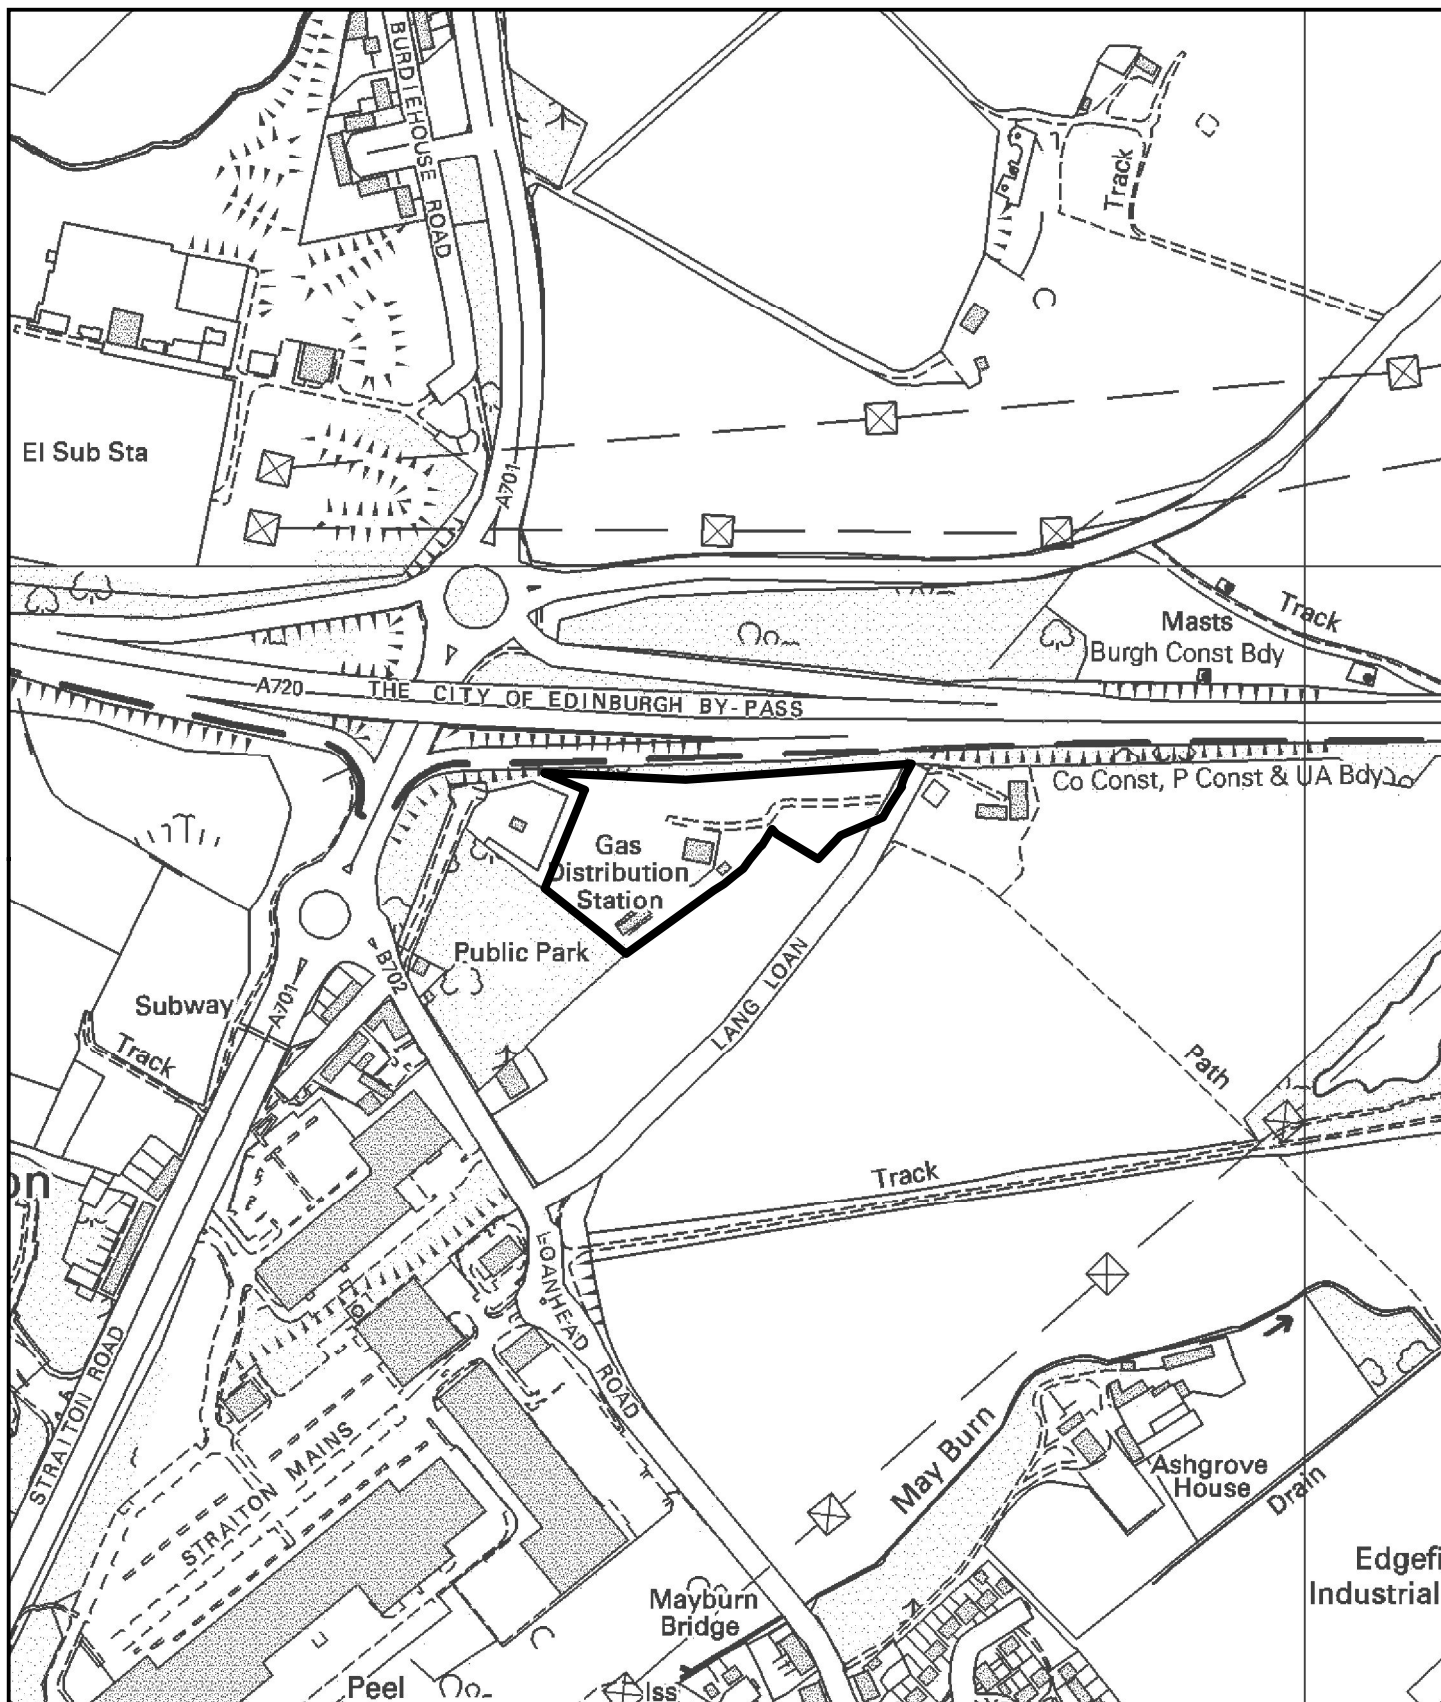 BURDIEHOUSE ROAD
Track
El Sub Sta
A701
Track
Masts
Burgh Const Bdy
A720
THE CITY OF EDINBURGH BY-PASS
Co Const, P Const & UA Bdy
Gas
Distribution
Station
Public Park
B702
LANG LOAN
Subway
A701
Track
Path
Track
on
LOANHEAD ROAD
STRAITON ROAD
STRAITON MAINS
May Burn
Ashgrove
House
Drain
Edgefi
Industrial
Mayburn
Bridge
Peel
Iss